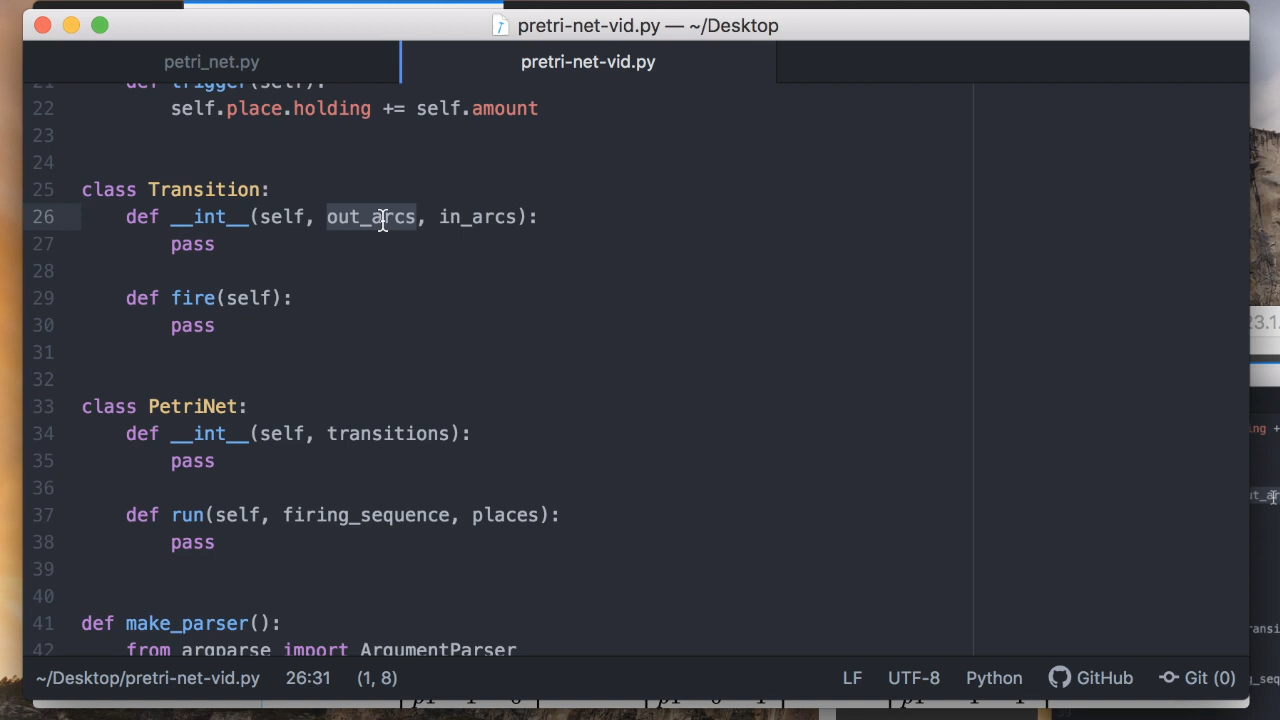 pretri-net-vid.py — ~/Desktop
petri_net.py
pretri-net-vid.py
21 def trigger(self):
22 self.place.holding += self.amount
23
24
25 class Transition:
26 def __int__(self, out_arcs, in_arcs):
27 pass
28
29 def fire(self):
30 pass
31
32
33 class PetriNet:
34 def __int__(self, transitions):
35 pass
36
37 def run(self, firing_sequence, places):
38 pass
39
40
41 def make_parser():
42 from argparse import ArgumentParser
~/Desktop/pretri-net-vid.py 26:31 (1, 8) LF UTF-8 Python GitHub Git (0)